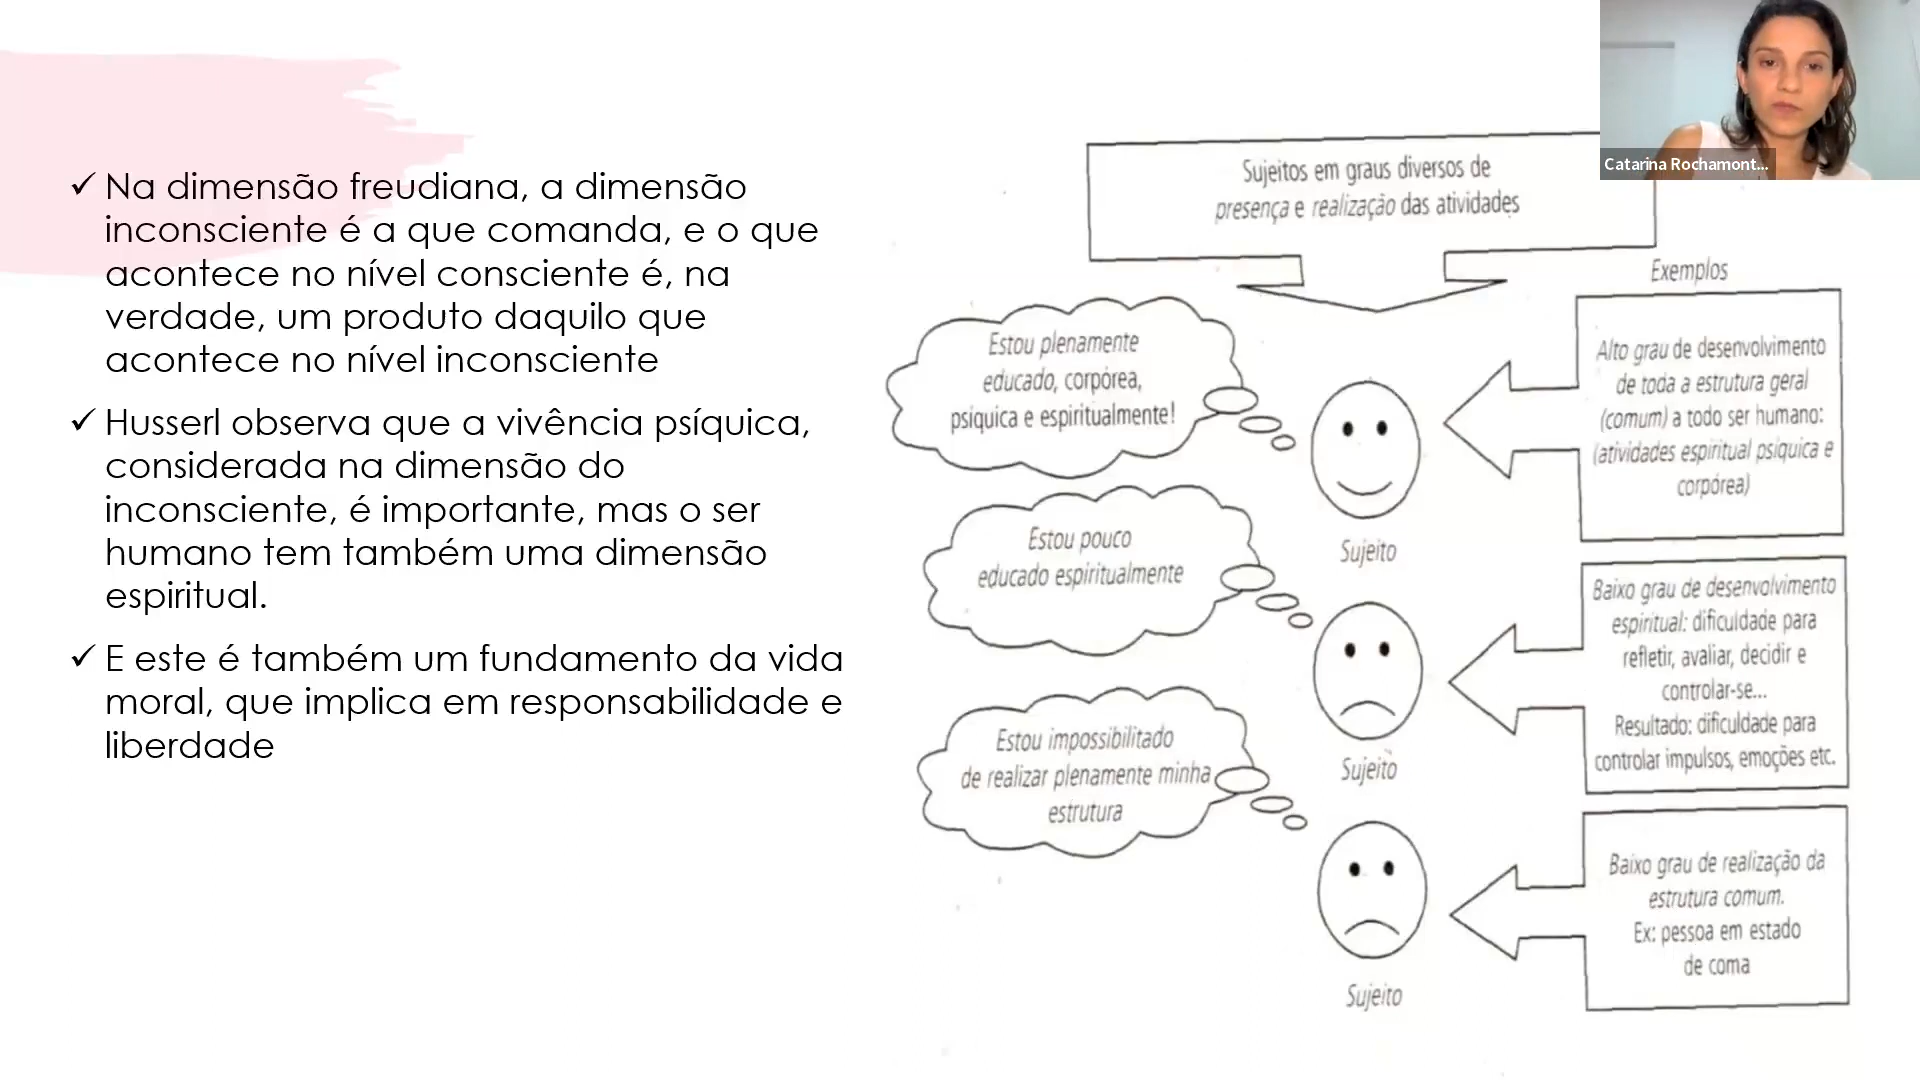 ✓ Na dimensão freudiana, a dimensão
inconsciente é a que comanda, e o que
acontece no nível consciente é, na
verdade, um produto daquilo que
acontece no nível inconsciente
✓ Husserl observa que a vivência psíquica,
considerada na dimensão do
inconsciente, é importante, mas o ser
humano tem também uma dimensão
espiritual.
✓ E este é também um fundamento da vida
moral, que implica em responsabilidade e
liberdade
Catarina Rochamont...
Sujeitos em graus diversos de
presença e realização das atividades
Exemplos
Estou plenamente
educado, corpórea,
psíquica e espiritualmente!
Sujeito
Alto grau de desenvolvimento
de toda a estrutura geral
(comum) a todo ser humano:
(atividades espiritual psíquica e
corpórea)
Estou pouco
educado espiritualmente
Sujeito
Baixo grau de desenvolvimento
espiritual: dificuldade para
refletir, avaliar, decidir e
controlar-se...
Resultado: dificuldade para
controlar impulsos, emoções etc.
Estou impossibilitado
de realizar plenamente minha
estrutura
Sujeito
Baixo grau de realização da
estrutura comum.
Ex: pessoa em estado
de coma